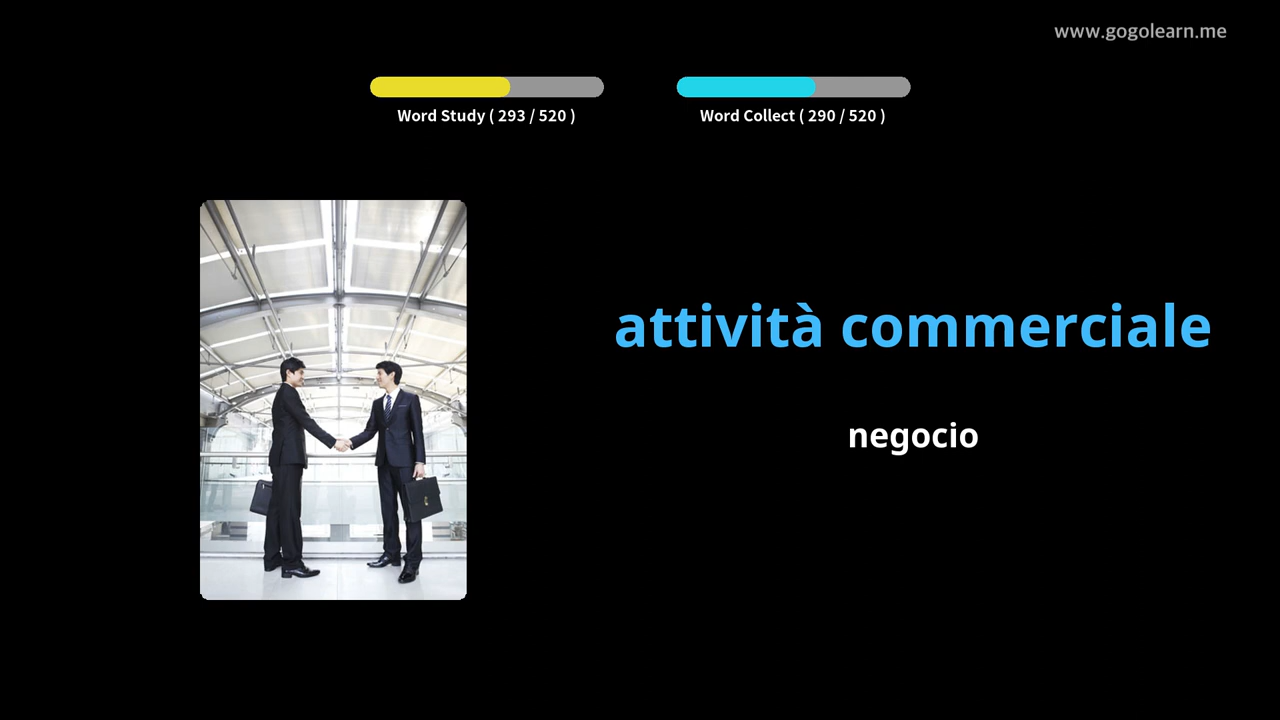 www.gogolearn.me
Word Study ( 293 / 520 )
Word Collect ( 290 / 520 )
attività commerciale
negocio